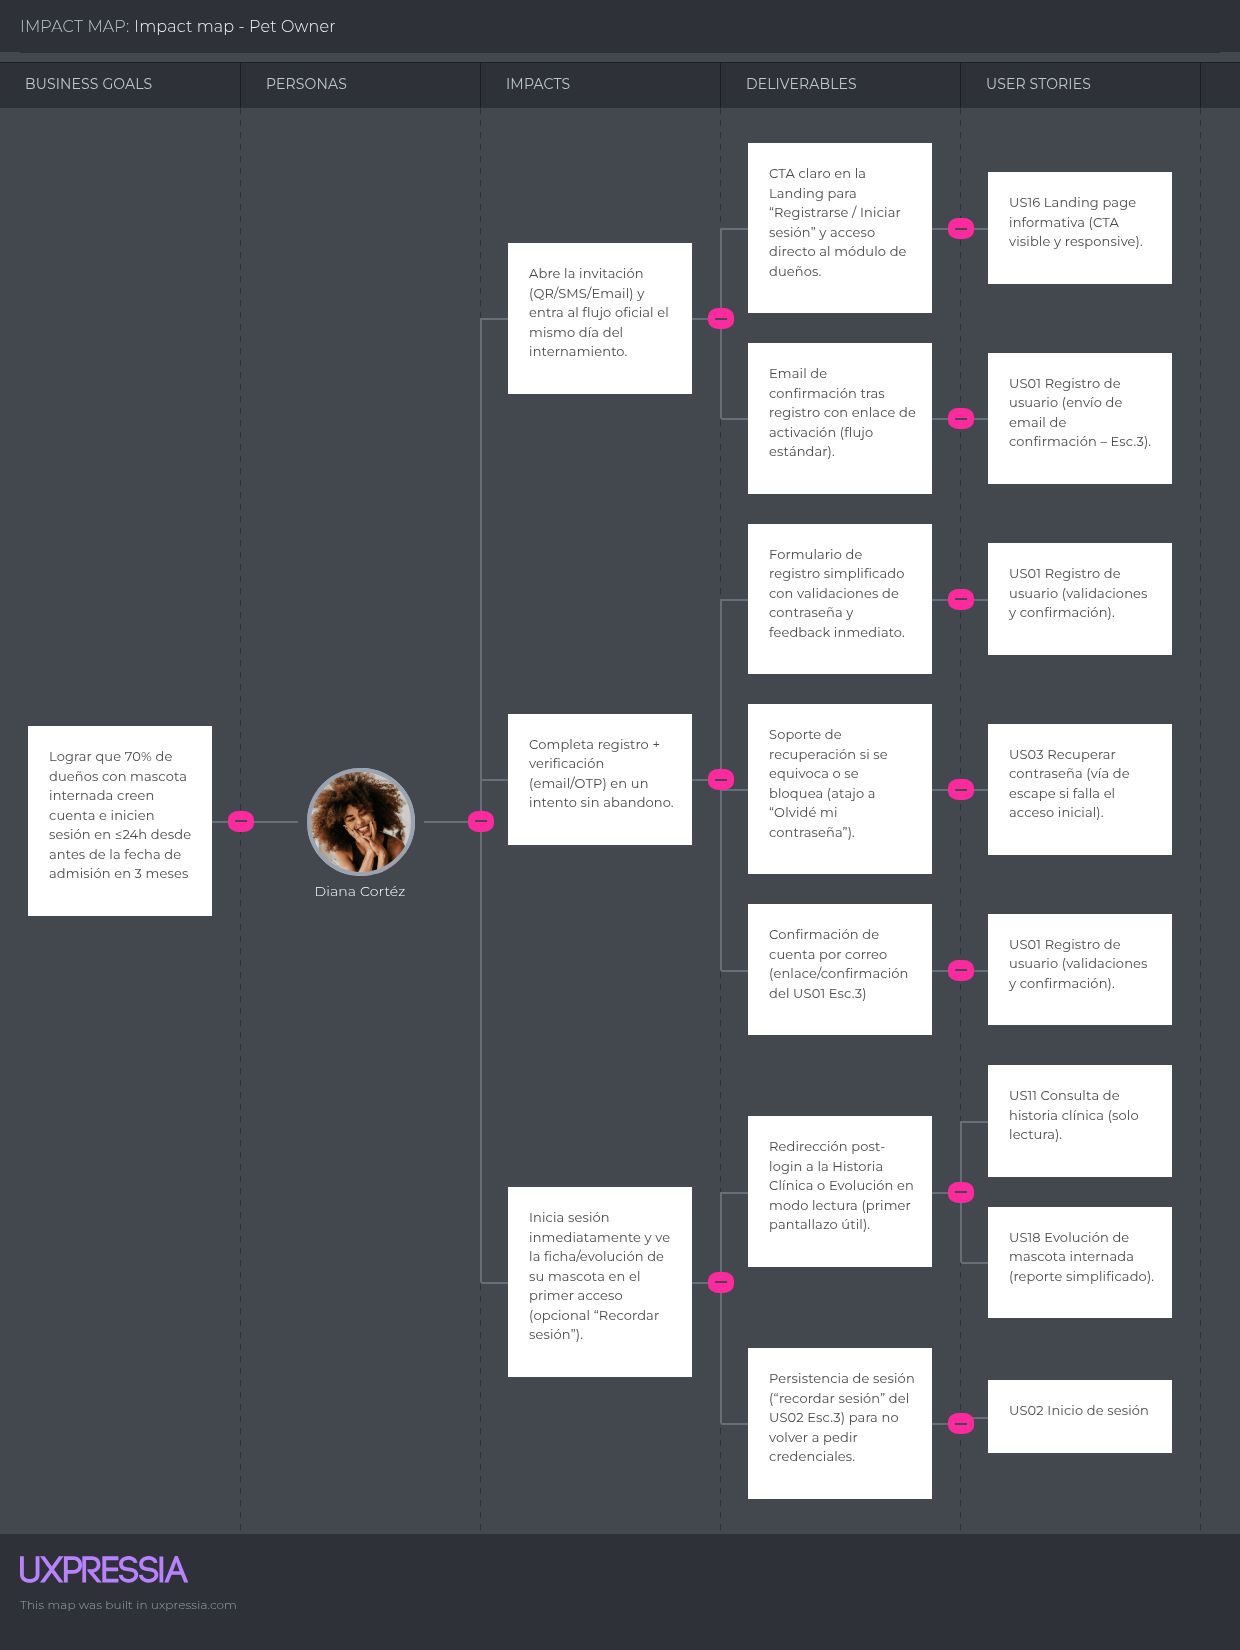 IMPACT MAP: Impact map - Pet Owner
BUSINESS GOALS
PERSONAS
IMPACTS
DELIVERABLES
USER STORIES
Lograr que 70% de
dueños con mascota
internada creen
cuenta e inicien
sesión en ≤24h desde
antes de la fecha de
admisión en 3 meses
Diana Cortéz
Abre la invitación
(QR/SMS/Email) y
entra al flujo oficial el
mismo día del
internamiento.
CTA claro en la
Landing para
“Registrarse / Iniciar
sesión” y acceso
directo al módulo de
dueños.
US16 Landing page
informativa (CTA
visible y responsive).
Email de
confirmación tras
registro con enlace de
activación (flujo
estándar).
US01 Registro de
usuario (envío de
email de
confirmación – Esc.3).
Completa registro +
verificación
(email/OTP) en un
intento sin abandono.
Formulario de
registro simplificado
con validaciones de
contraseña y
feedback inmediato.
US01 Registro de
usuario (validaciones
y confirmación).
Soporte de
recuperación si se
equivoca o se
bloquea (atajo a
“Olvidé mi
contraseña”).
US03 Recuperar
contraseña (vía de
escape si falla el
acceso inicial).
Confirmación de
cuenta por correo
(enlace/confirmación
del US01 Esc.3)
US01 Registro de
usuario (validaciones
y confirmación).
Inicia sesión
inmediatamente y ve
la ficha/evolución de
su mascota en el
primer acceso
(opcional “Recordar
sesión”).
Redirección post-
login a la Historia
Clínica o Evolución en
modo lectura (primer
pantallazo útil).
US11 Consulta de
historia clínica (solo
lectura).
US18 Evolución de
mascota internada
(reporte simplificado).
Persistencia de sesión
(“recordar sesión” del
US02 Esc.3) para no
volver a pedir
credenciales.
US02 Inicio de sesión
UXPRESSIA
This map was built in uxpressia.com